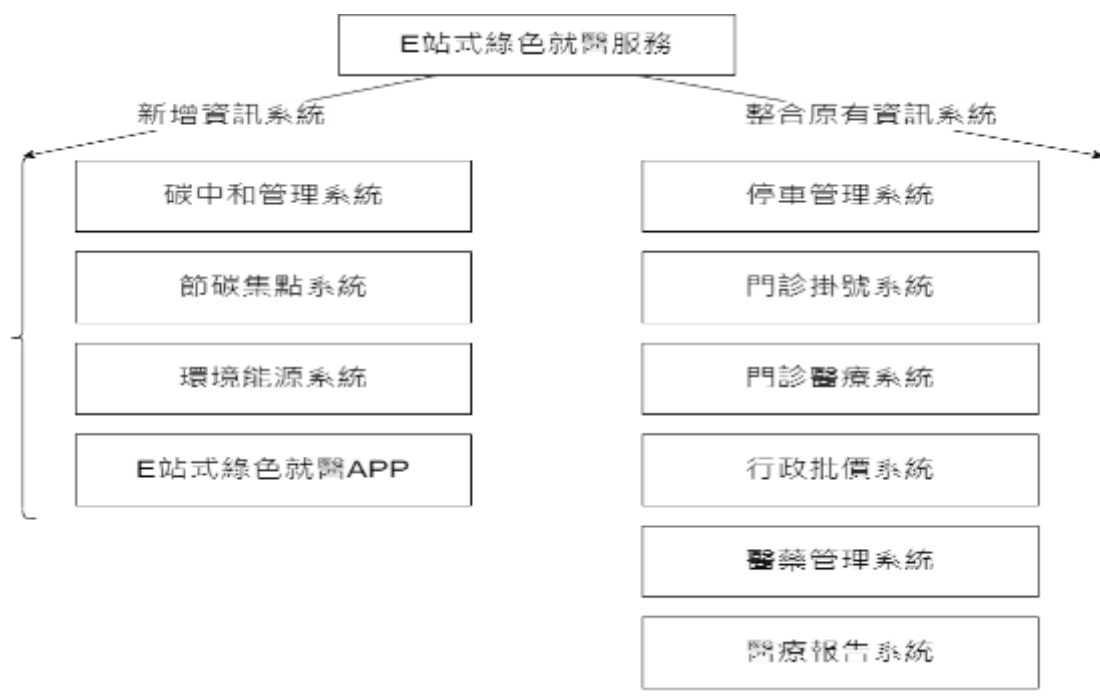 E站式綠色就醫服務
新增資訊系統
整合原有資訊系統
碳中和管理系統
停車管理系統
節碳集點系統
門診掛號系統
環境能源系統
門診醫療系統
E站式綠色就醫APP
行政批價系統
醫藥管理系統
醫療報告系統